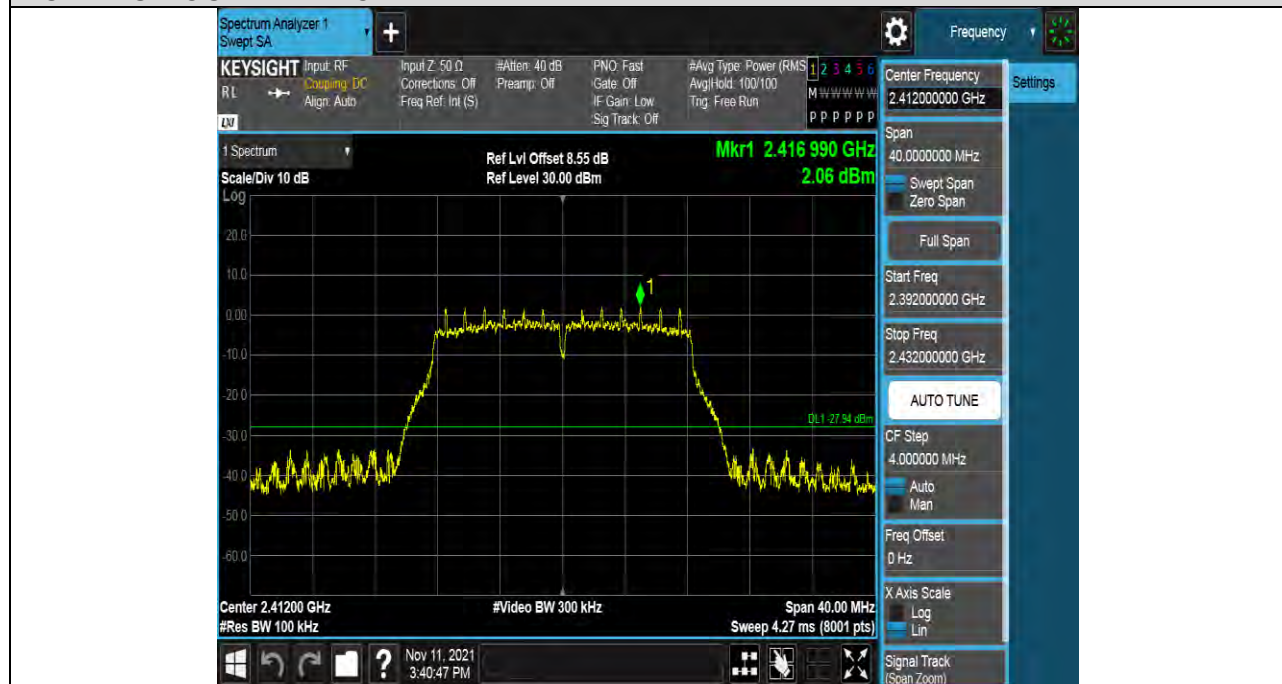 Spectrum Analyzer 1
Swept SA
+
Frequency
KEYSIGHT
RL
LXI
Input: RF
Coupling: DC
Align: Auto
Input Z: 50 Ω
Corrections: Off
Freq Ref: Int (S)
#Atten: 40 dB
Preamp: Off
PNO: Fast
Gate: Off
IF Gain: Low
Sig Track: Off
#Avg Type: Power (RMS
Avg|Hold: 100/100
Trig: Free Run
1 2 3 4 5 6
M W W W W W
P P P P P P
Center Frequency
2.412000000 GHz
Settings
1 Spectrum
Scale/Div 10 dB
Ref Lvl Offset 8.55 dB
Ref Level 30.00 dBm
Mkr1 2.416 990 GHz
2.06 dBm
Span
40.0000000 MHz
Swept Span
Zero Span
Full Span
Start Freq
2.392000000 GHz
Stop Freq
2.432000000 GHz
AUTO TUNE
CF Step
4.000000 MHz
Auto
Man
Freq Offset
0 Hz
X Axis Scale
Log
Lin
Signal Track
(Span Zoom)
Log
20.0
10.0
0.00
-10.0
-20.0
-30.0
-40.0
-50.0
-60.0
1
DL1 -27.94 dBm
Center 2.41200 GHz
#Res BW 100 kHz
#Video BW 300 kHz
Span 40.00 MHz
Sweep 4.27 ms (8001 pts)
?
Nov 11, 2021
3:40:47 PM